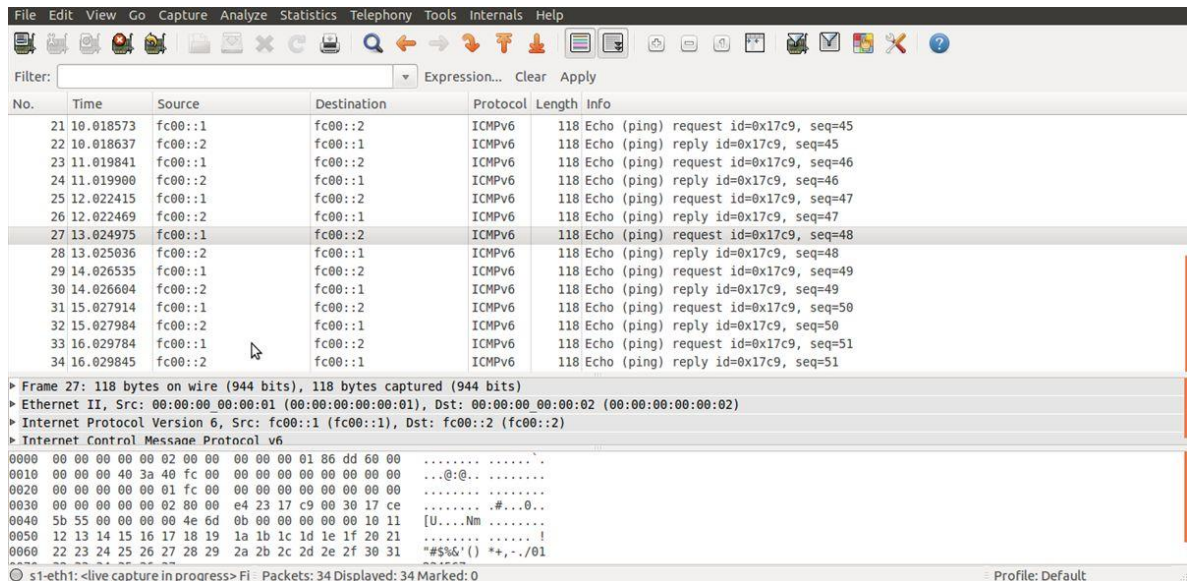 File Edit View Go Capture Analyze Statistics Telephony Tools Internals Help
Filter: Expression... Clear Apply
No. Time Source Destination Protocol Length Info
21 10.018573 fc00::1 fc00::2 ICMPv6 118 Echo (ping) request id=0x17c9, seq=45
22 10.018637 fc00::2 fc00::1 ICMPv6 118 Echo (ping) reply id=0x17c9, seq=45
23 11.019841 fc00::1 fc00::2 ICMPv6 118 Echo (ping) request id=0x17c9, seq=46
24 11.019900 fc00::2 fc00::1 ICMPv6 118 Echo (ping) reply id=0x17c9, seq=46
25 12.022415 fc00::1 fc00::2 ICMPv6 118 Echo (ping) request id=0x17c9, seq=47
26 12.022469 fc00::2 fc00::1 ICMPv6 118 Echo (ping) reply id=0x17c9, seq=47
27 13.024975 fc00::1 fc00::2 ICMPv6 118 Echo (ping) request id=0x17c9, seq=48
28 13.025036 fc00::2 fc00::1 ICMPv6 118 Echo (ping) reply id=0x17c9, seq=48
29 14.026535 fc00::1 fc00::2 ICMPv6 118 Echo (ping) request id=0x17c9, seq=49
30 14.026604 fc00::2 fc00::1 ICMPv6 118 Echo (ping) reply id=0x17c9, seq=49
31 15.027914 fc00::1 fc00::2 ICMPv6 118 Echo (ping) request id=0x17c9, seq=50
32 15.027984 fc00::2 fc00::1 ICMPv6 118 Echo (ping) reply id=0x17c9, seq=50
33 16.029784 fc00::1 fc00::2 ICMPv6 118 Echo (ping) request id=0x17c9, seq=51
34 16.029845 fc00::2 fc00::1 ICMPv6 118 Echo (ping) reply id=0x17c9, seq=51
Frame 27: 118 bytes on wire (944 bits), 118 bytes captured (944 bits)
Ethernet II, Src: 00:00:00_00:00:01 (00:00:00:00:00:01), Dst: 00:00:00_00:00:02 (00:00:00:00:00:02)
Internet Protocol Version 6, Src: fc00::1 (fc00::1), Dst: fc00::2 (fc00::2)
Internet Control Message Protocol v6
0000 00 00 00 00 00 02 00 00 00 00 00 01 86 dd 60 00 ........ ......`.
0010 00 00 00 40 3a 40 fc 00 00 00 00 00 00 00 00 00 ...@:@.. ........
0020 00 00 00 00 00 01 fc 00 00 00 00 00 00 00 00 00 ........ ........
0030 00 00 00 00 00 02 80 00 e4 23 17 c9 00 30 17 ce ........ .#...0..
0040 5b 55 00 00 00 00 4e 6d 0b 00 00 00 00 00 10 11 [U....Nm ........
0050 12 13 14 15 16 17 18 19 1a 1b 1c 1d 1e 1f 20 21 ........ ...... !
0060 22 23 24 25 26 27 28 29 2a 2b 2c 2d 2e 2f 30 31 "#$%&'() *+,-./01
s1-eth1: <live capture in progress> Fi Packets: 34 Displayed: 34 Marked: 0 Profile: Default